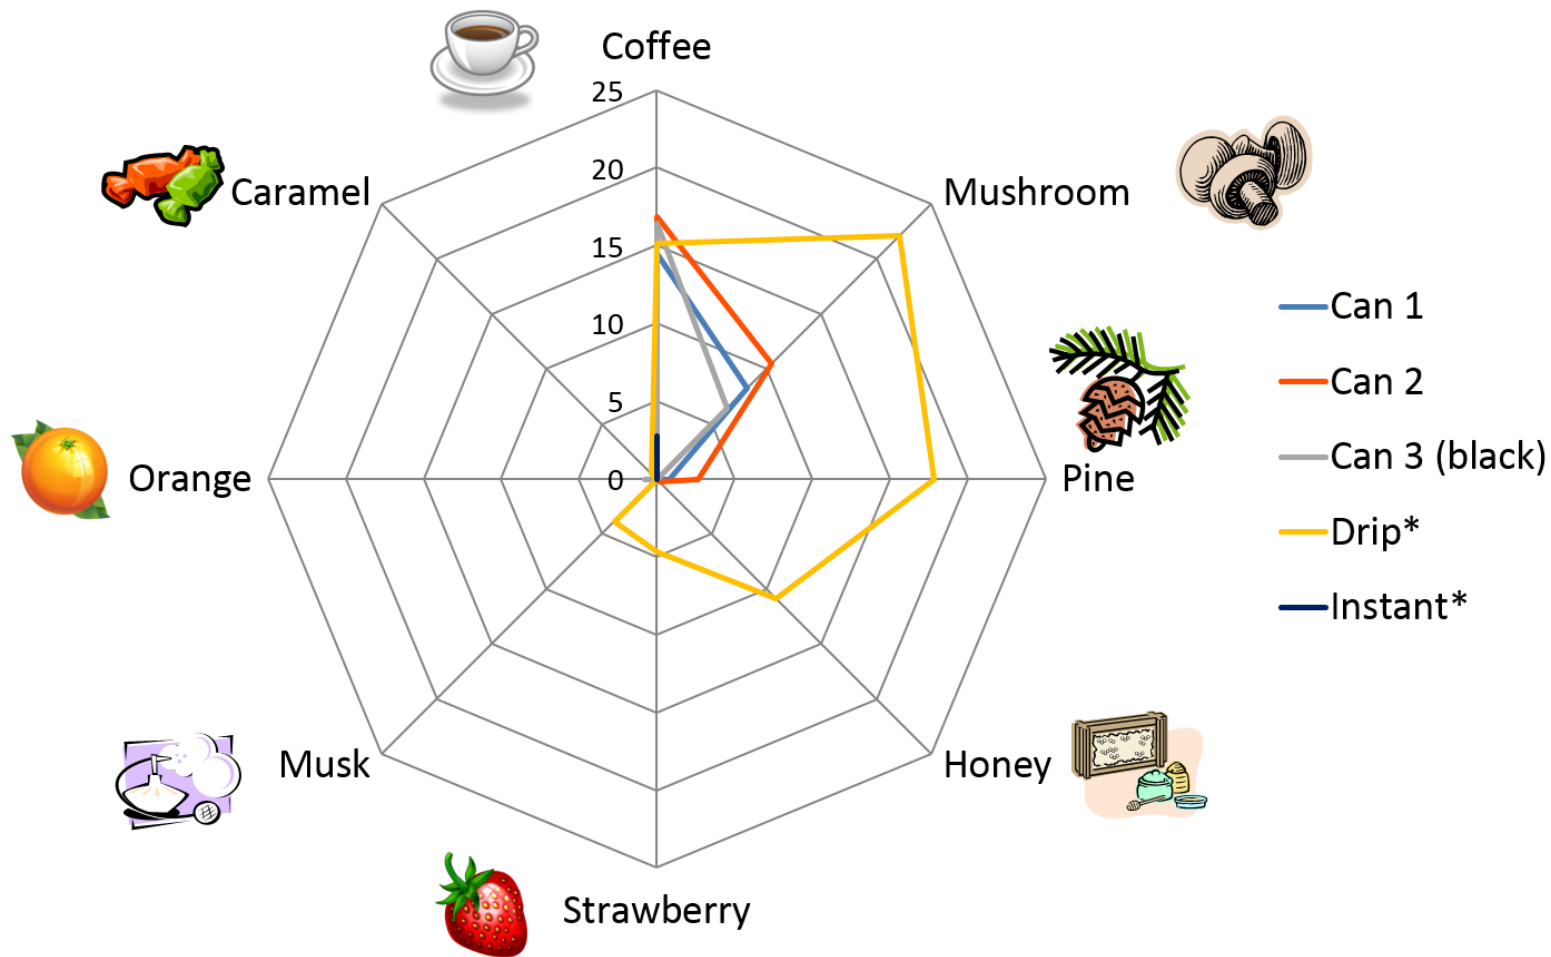 Coffee
25
20
15
10
5
0
Caramel
Mushroom
Orange
Pine
Musk
Honey
Strawberry
Can 1
Can 2
Can 3 (black)
Drip*
Instant*